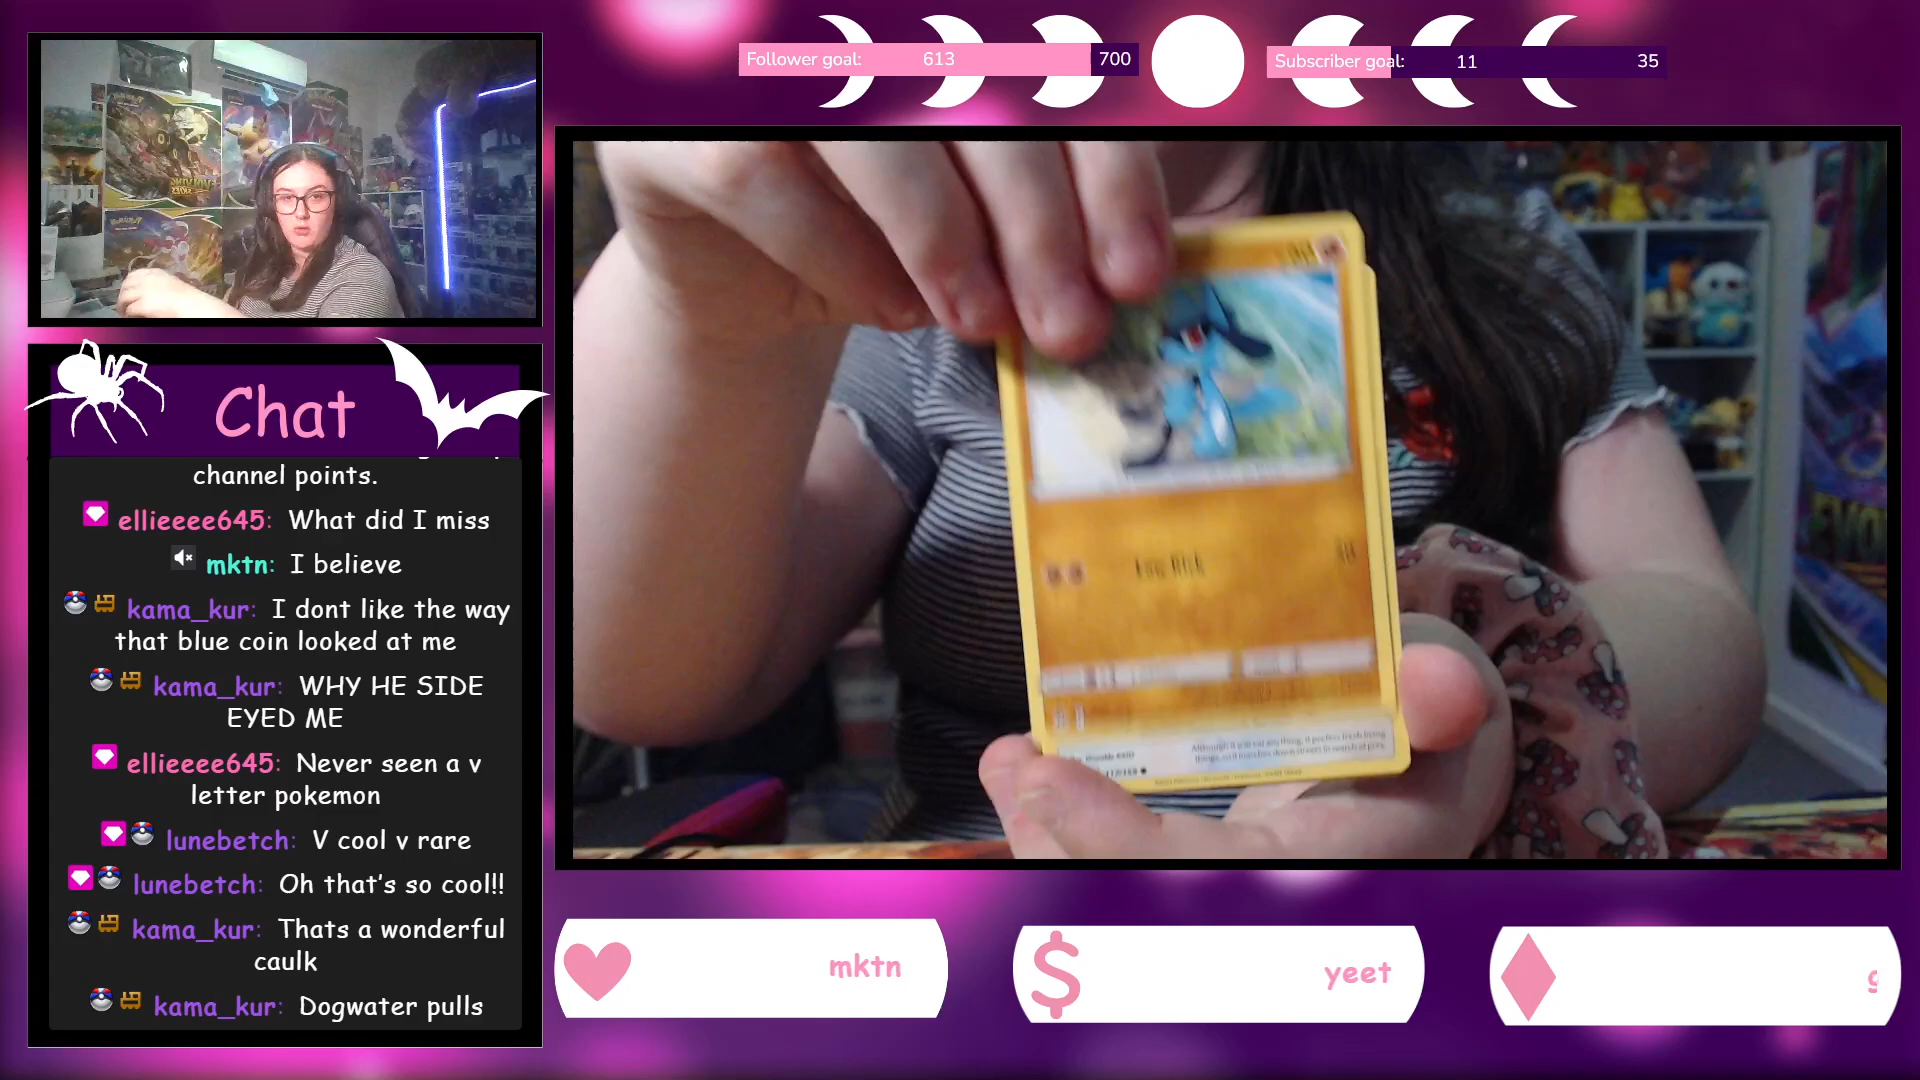 Follower goal: 613 700
Subscriber goal: 11 35
Chat
channel points.
ellieeee645: What did I miss
mktn: I believe
kama_kur: I dont like the way
that blue coin looked at me
kama_kur: WHY HE SIDE
EYED ME
ellieeee645: Never seen a v
letter pokemon
lunebetch: V cool v rare
lunebetch: Oh that's so cool!!
kama_kur: Thats a wonderful
caulk
kama_kur: Dogwater pulls
mktn
yeet